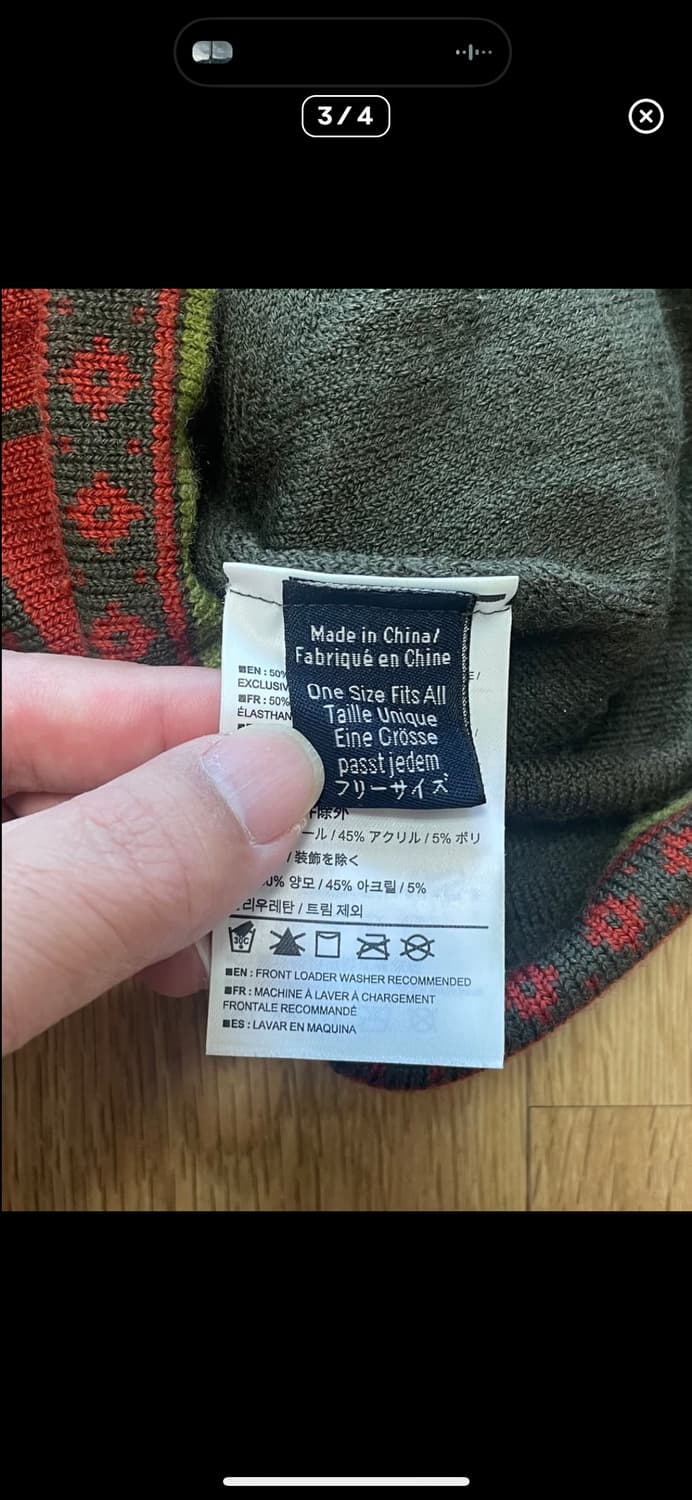 3/4
Made in China/
Fabriqué en Chine
One Size Fits All
Taille Unique
Eine Grösse
passt jedem
フリーサイズ
EN : 50%
EXCLUSIV
FR : 50%
ÉLASTHAN
除外
ール / 45% アクリル / 5% ポリ
/ 装飾を除く
0% 양모 / 45% 아크릴 / 5%
리우레탄 / 트림 제외
30C
■EN : FRONT LOADER WASHER RECOMMENDED
■FR : MACHINE À LAVER À CHARGEMENT
FRONTALE RECOMMANDÉ
■ES : LAVAR EN MAQUINA